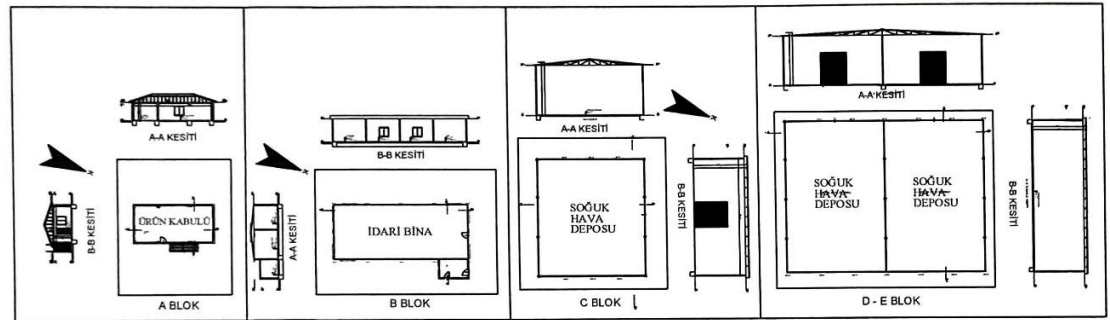 A-A KESİTİ
B-B KESİTİ
ÜRÜN KABULÜ
A BLOK
B-B KESİTİ
A-A KESİTİ
İDARİ BİNA
B BLOK
A-A KESİTİ
SOĞUK
HAVA
DEPOSU
B-B KESİTİ
C BLOK
A-A KESİTİ
SOĞUK
HAVA
DEPOSU
SOĞUK
HAVA
DEPOSU
B-B KESİTİ
D - E BLOK